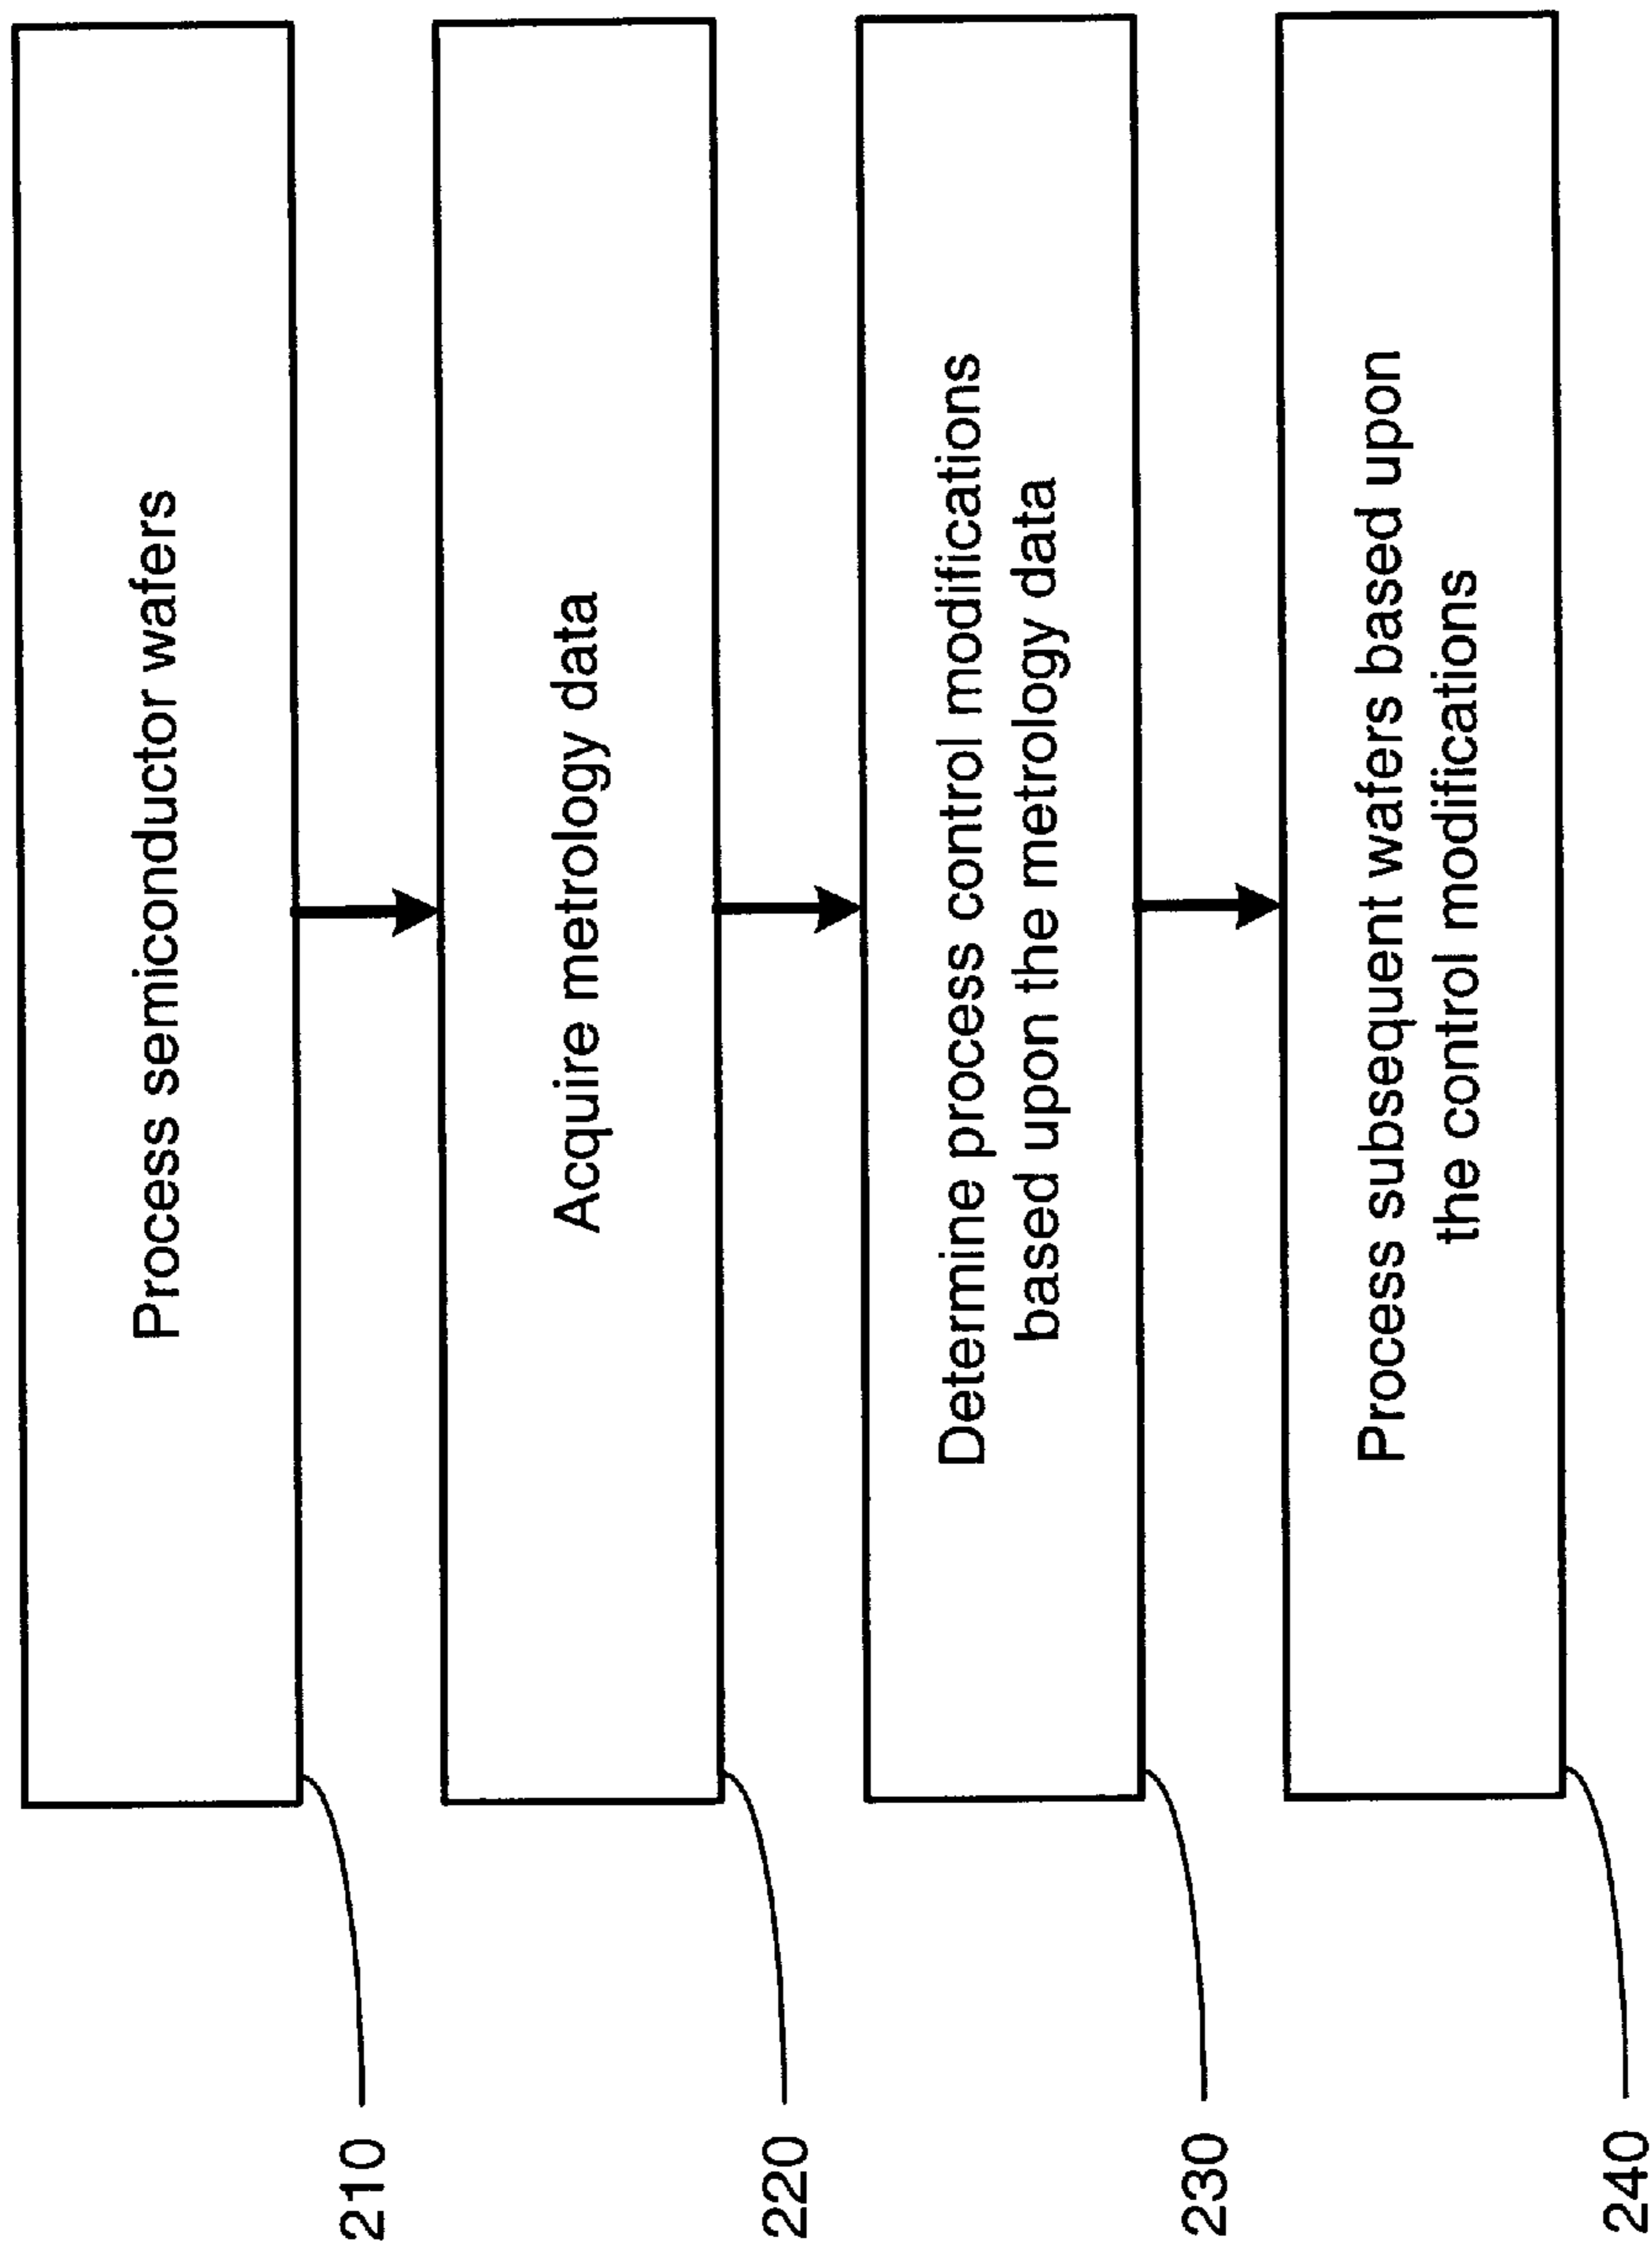 Process semiconductor wafers
210
Acquire metrology data
220
Determine process control modifications
based upon the metrology data
230
Process subsequent wafers based upon
the control modifications
240